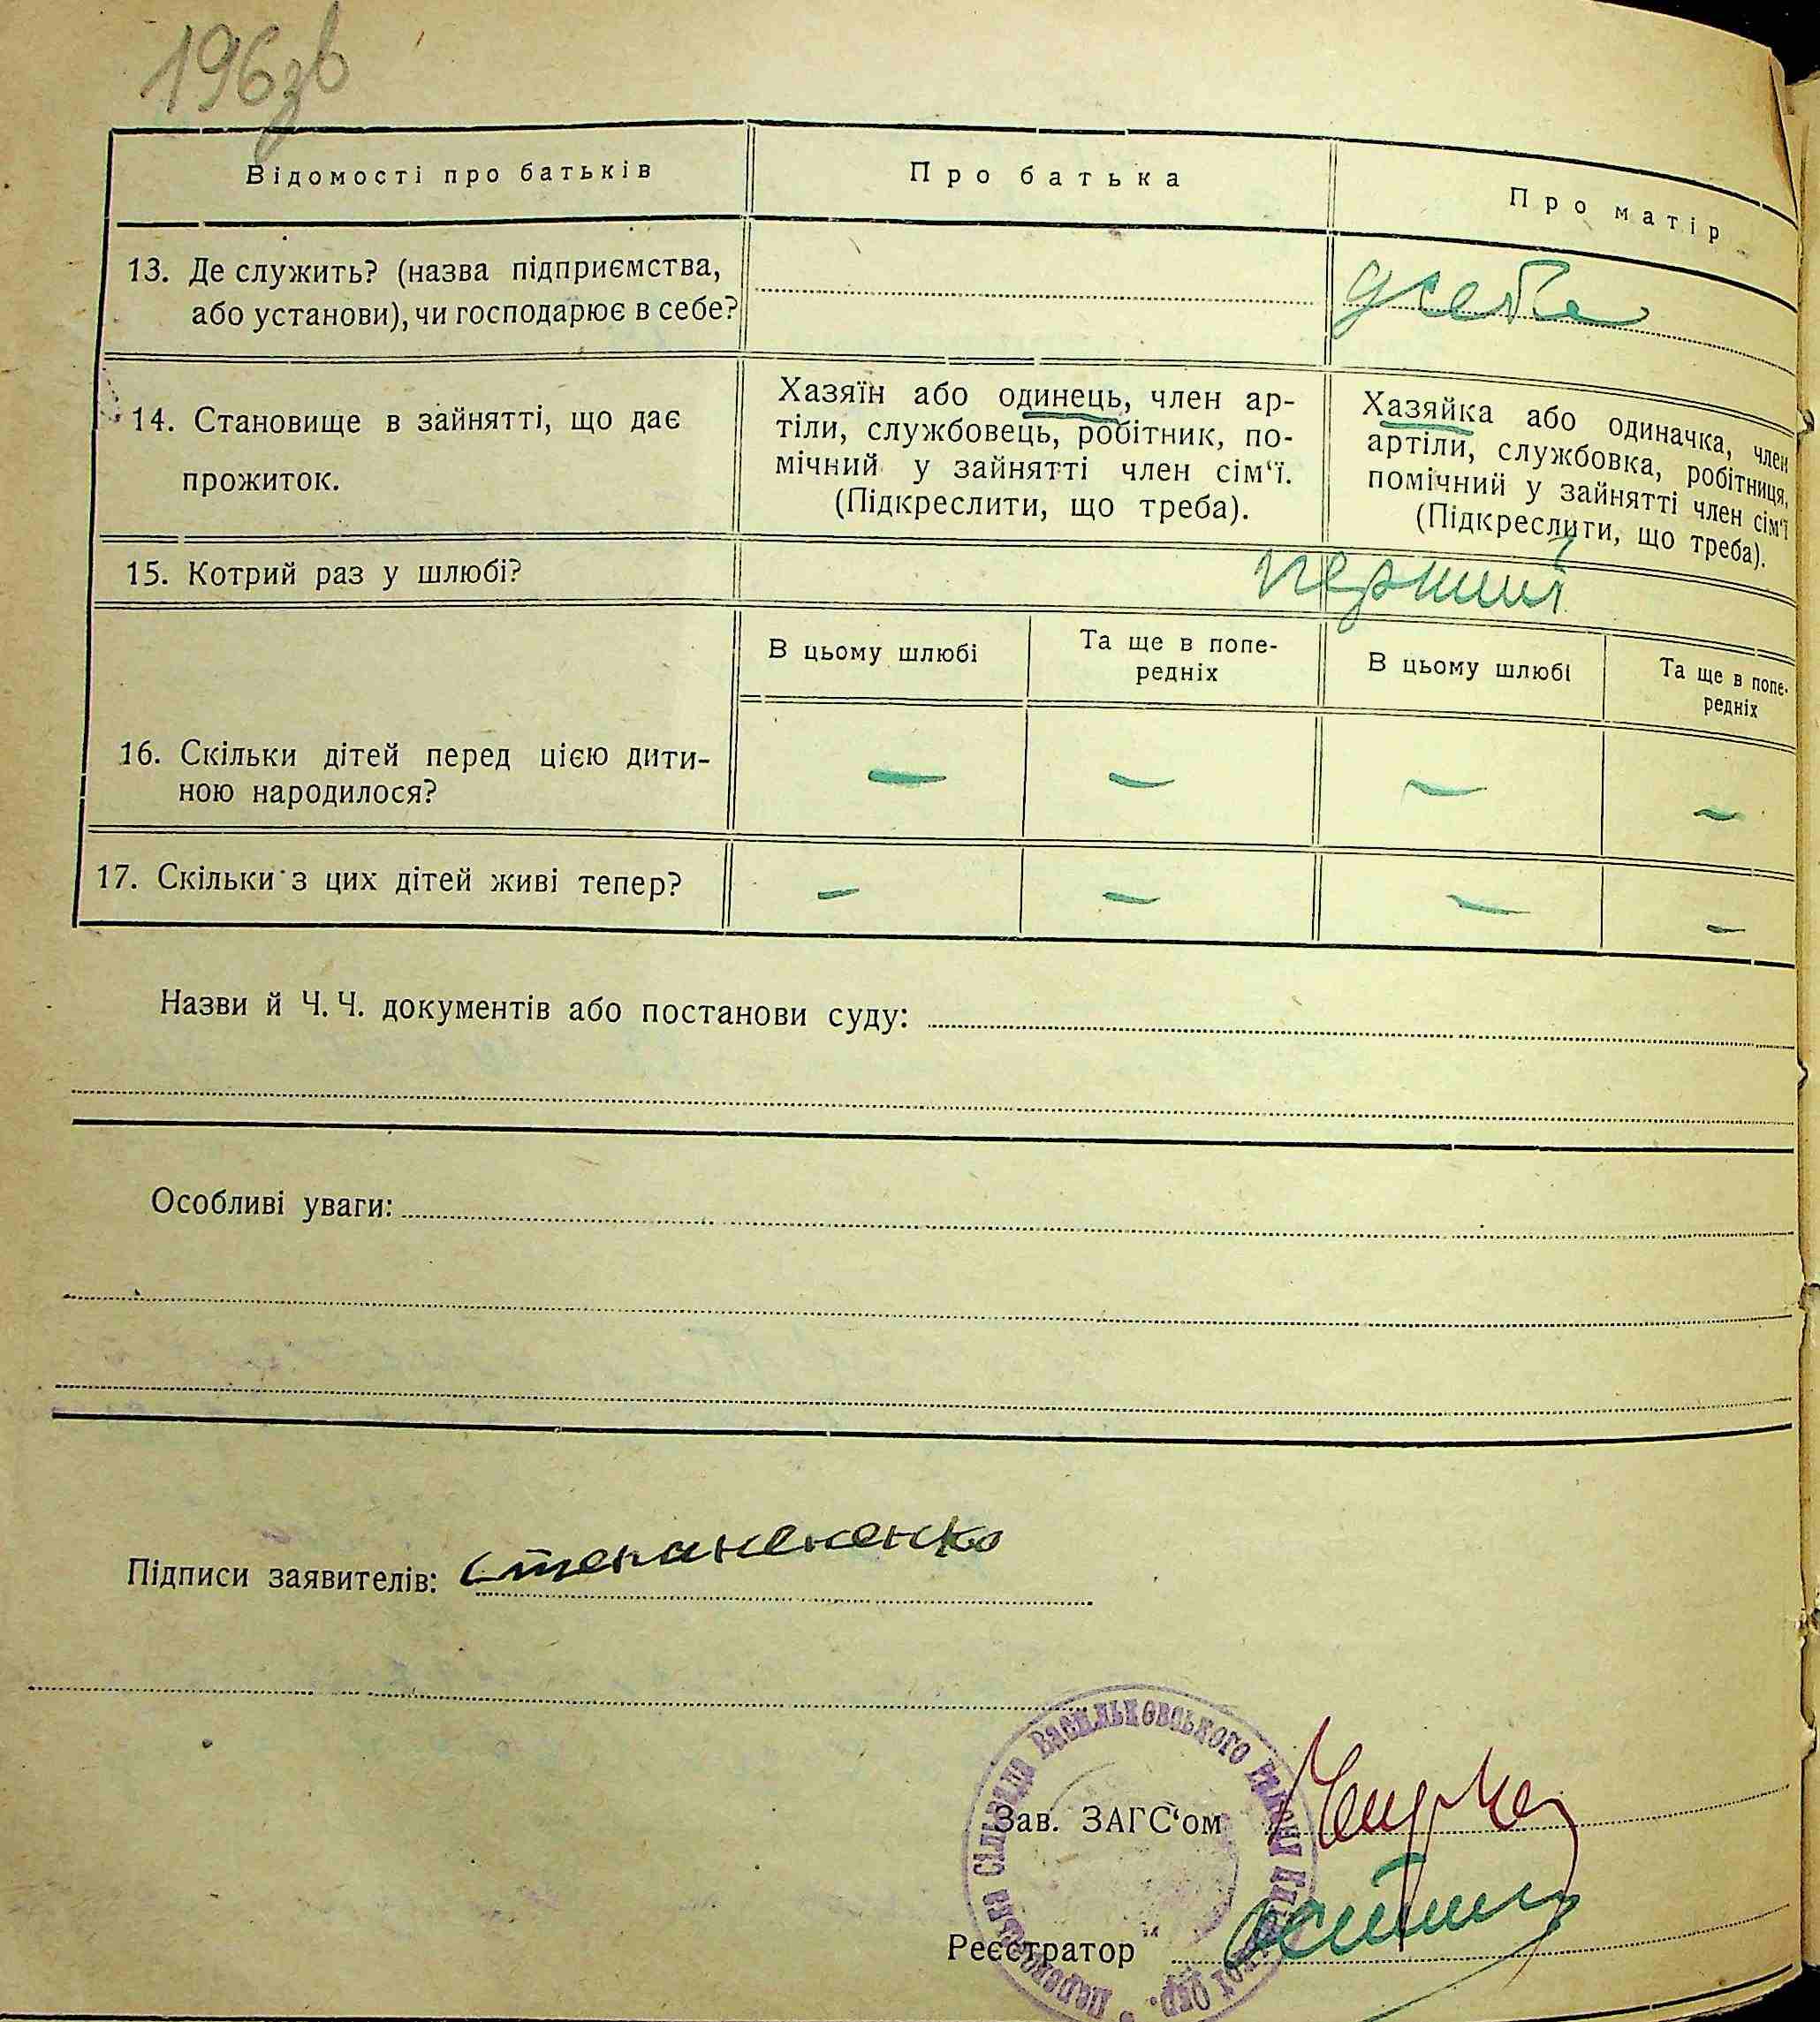 196зв
Відомості про батьків
Про батька
Про матір
13. Де служить? (назва підприємства,
або установи), чи господарює в себе?
усебе
14. Становище в зайнятті, що дає
прожиток.
Хазяїн або одинець, член ар-
тіли, службовець, робітник, по-
мічний у зайнятті член сім'ї.
(Підкреслити, що треба).
Хазяйка або одиначка, член
артіли, службовка, робітниця,
помічний у зайнятті член сім'ї
(Підкреслити, що треба).
15. Котрий раз у шлюбі?
перший
В цьому шлюбі
Та ще в попе-
редніх
В цьому шлюбі
Та ще в попе-
редніх
16. Скільки дітей перед цією дити-
ною народилося?
— — — —
17. Скільки з цих дітей живі тепер?
— — — —
Назви й Ч. Ч. документів або постанови суду:
Особливі уваги:
Підписи заявителів:
Зав. ЗАГС'ом
Реєстратор
Сільрада Васильковського